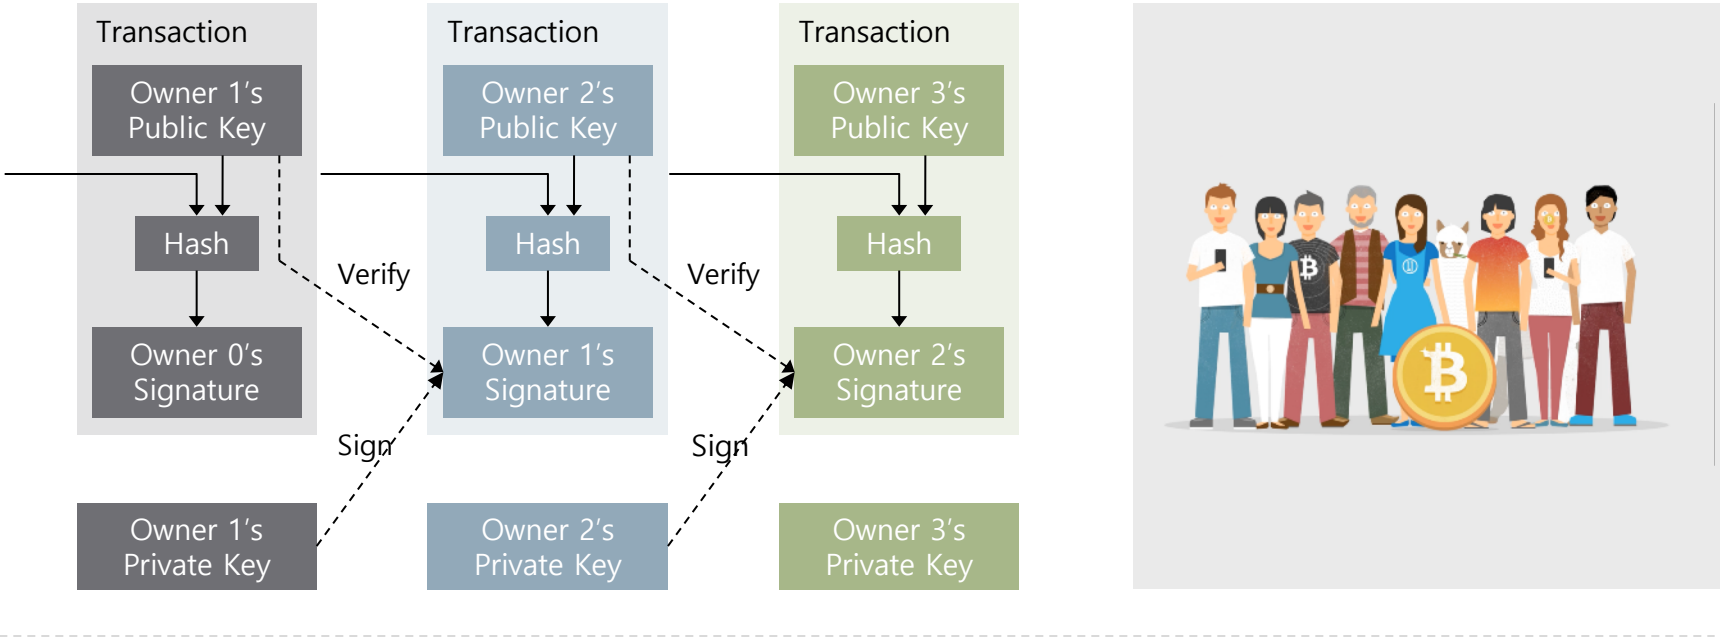 Transaction
Owner 1's
Public Key
Hash
Owner 0's
Signature
Owner 1's
Private Key
Verify
Sign
Transaction
Owner 2's
Public Key
Hash
Owner 1's
Signature
Owner 2's
Private Key
Verify
Sign
Transaction
Owner 3's
Public Key
Hash
Owner 2's
Signature
Owner 3's
Private Key